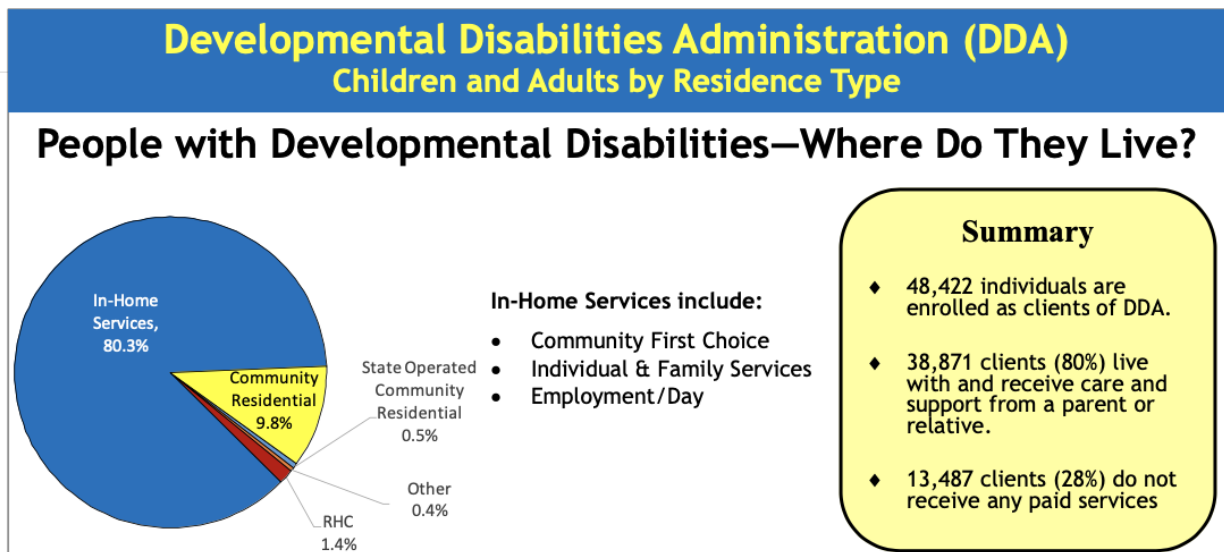 Developmental Disabilities Administration (DDA)
Children and Adults by Residence Type
People with Developmental Disabilities—Where Do They Live?
In-Home
Services,
80.3%
Community
Residential
9.8%
State Operated
Community
Residential
0.5%
Other
0.4%
RHC
1.4%
In-Home Services include:
• Community First Choice
• Individual & Family Services
• Employment/Day
Summary
♦ 48,422 individuals are
enrolled as clients of DDA.
♦ 38,871 clients (80%) live
with and receive care and
support from a parent or
relative.
♦ 13,487 clients (28%) do not
receive any paid services